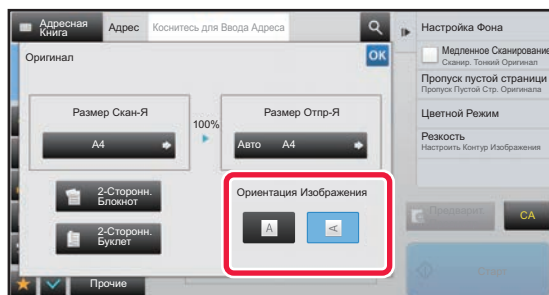 Адресная
Книга
Адрес
Коснитесь для Ввода Адреса
Настройка Фона
Оригинал
OK
Медленное Сканирование
Сканир. Тонкий Оригинал
Размер Скан-Я
100%
Размер Отпр-Я
Пропуск пустой страници
Пропуск Пустой Стр. Оригинала
A4
Авто A4
Цветной Режим
Резкость
Настроить Контур Изображения
2-Сторонн.
Блокнот
Ориентация Изображения
A
A
2-Сторонн.
Буклет
Предварит.
CA
Прочие
Старт